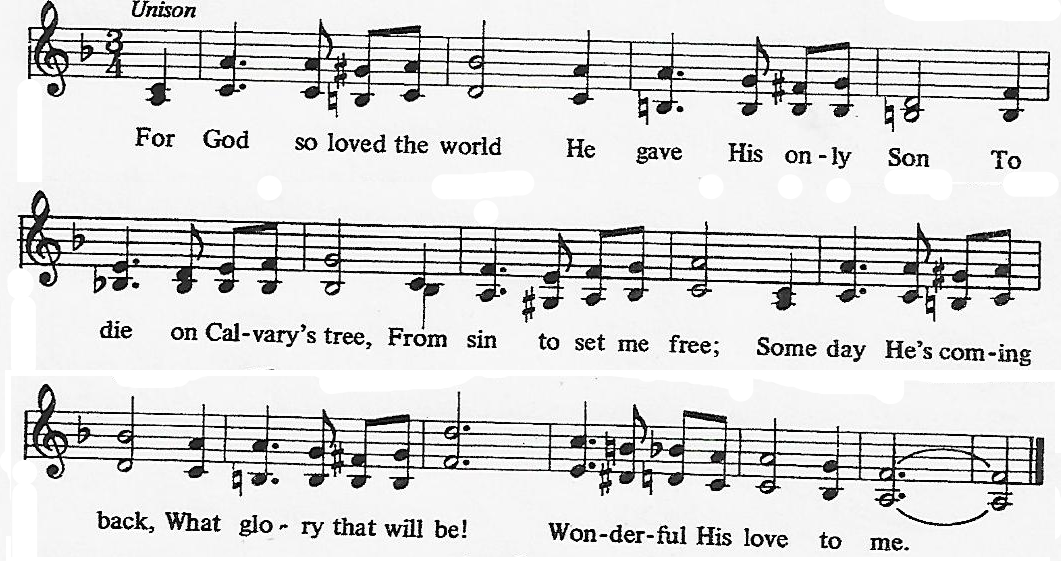 Unison
3
4
For God so loved the world He gave His on-ly Son To
die on Cal-vary's tree, From sin to set me free; Some day He's com-ing
back, What glo-ry that will be! Won-der-ful His love to me.